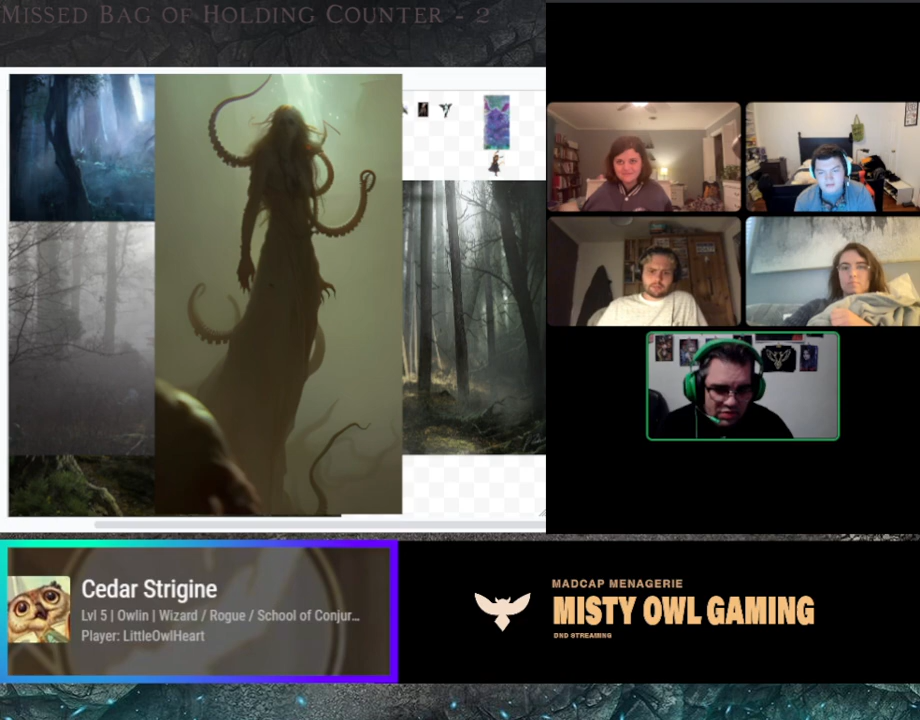 Missed Bag of Holding Counter - 2
Cedar Strigine
Lvl 5 | Owlin | Wizard / Rogue / School of Conjur...
Player: LittleOwlHeart
MADCAP MENAGERIE
MISTY OWL GAMING
DND STREAMING